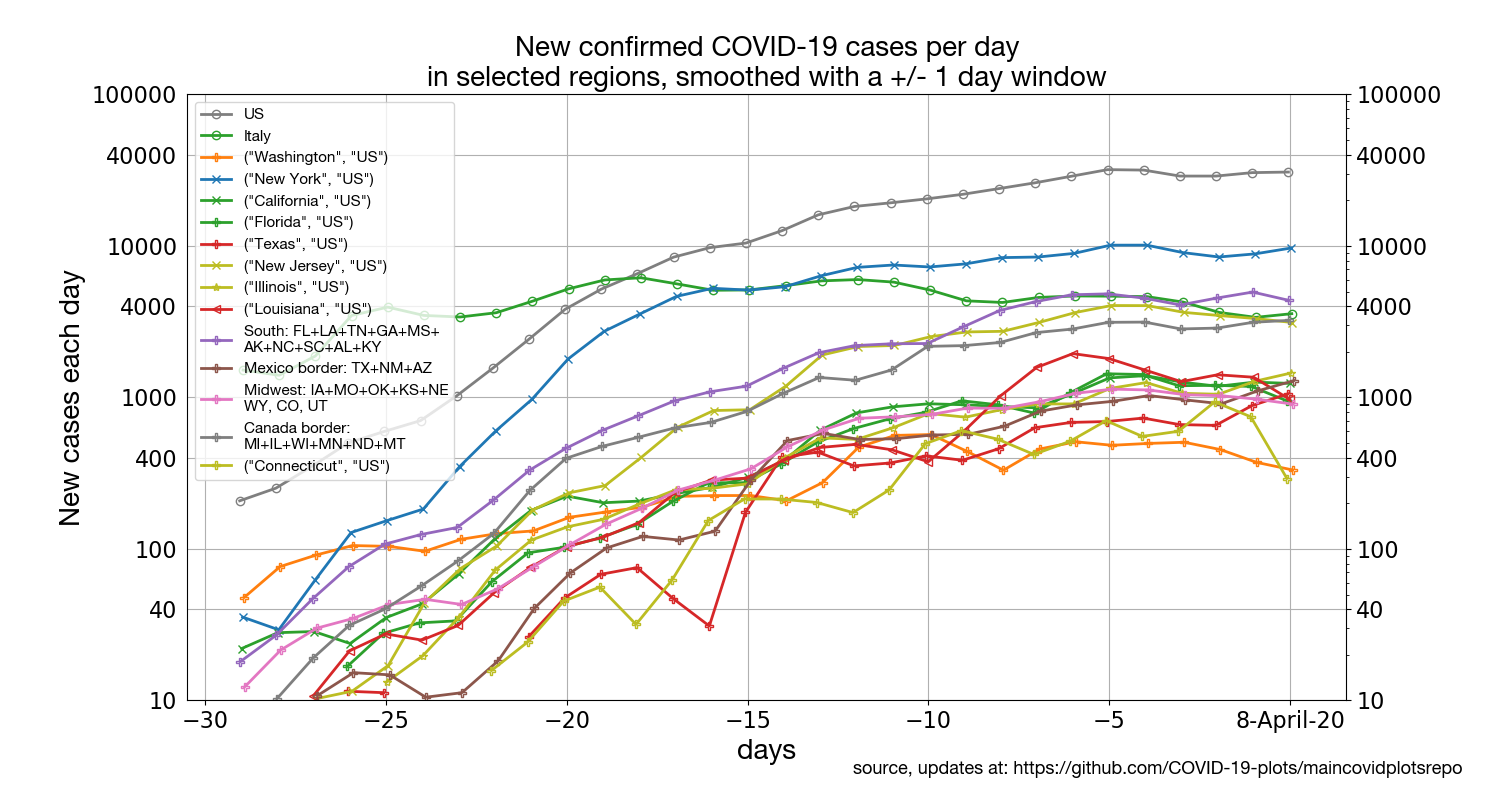 New confirmed COVID-19 cases per day
in selected regions, smoothed with a +/- 1 day window
100000
40000
10000
4000
1000
400
100
40
10
New cases each day
US
Italy
("Washington", "US")
("New York", "US")
("California", "US")
("Florida", "US")
("Texas", "US")
("New Jersey", "US")
("Illinois", "US")
("Louisiana", "US")
South: FL+LA+TN+GA+MS+
AK+NC+SC+AL+KY
Mexico border: TX+NM+AZ
Midwest: IA+MO+OK+KS+NE
WY, CO, UT
Canada border:
MI+IL+WI+MN+ND+MT
("Connecticut", "US")
100000
40000
10000
4000
1000
400
100
40
10
−30 −25 −20 −15 −10 −5 8-April-20
days
source, updates at: https://github.com/COVID-19-plots/maincovidplotsrepo